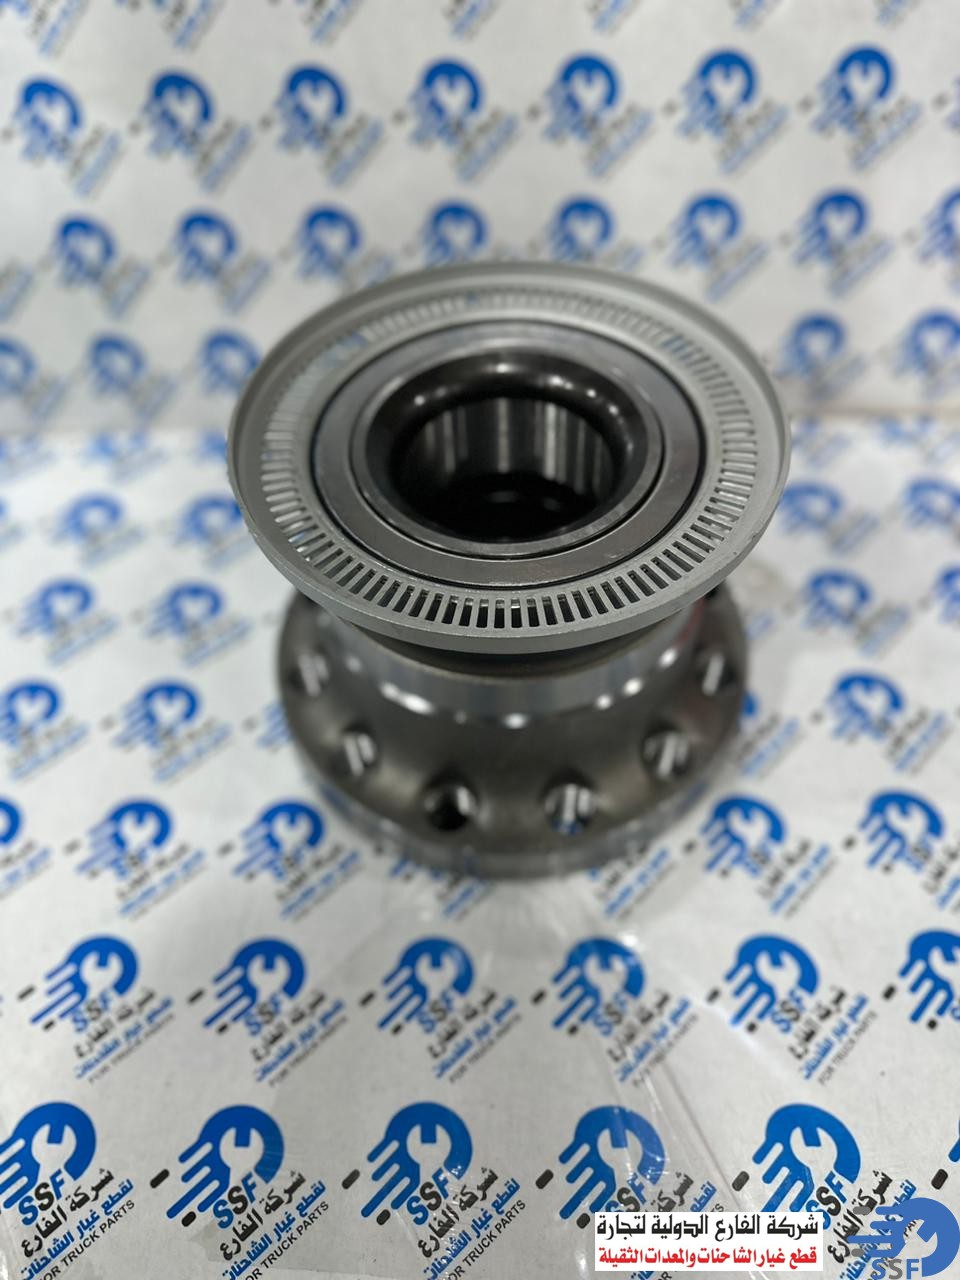 SSF
شركة الفارع
لقطع غيار الشاحنات
FOR TRUCK PARTS
شركة الفارع الدولية لتجارة
قطع غيار الشاحنات والمعدات الثقيلة
SSF